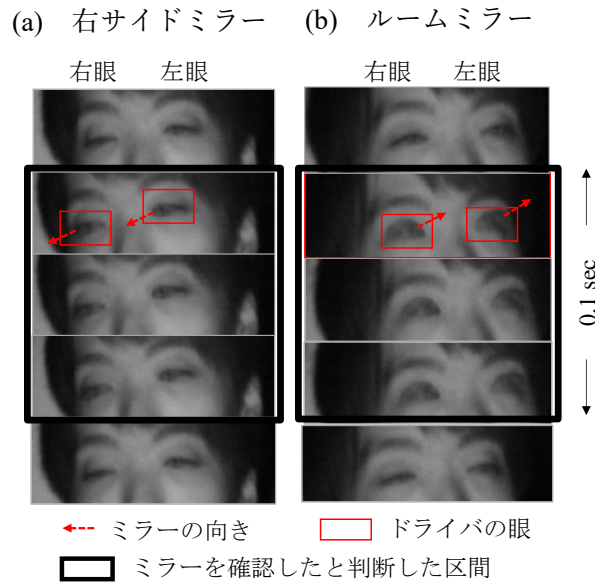 (a) 右サイドミラー
(b) ルームミラー
右眼 左眼
右眼 左眼
0.1 sec
ミラーの向き
ドライバの眼
ミラーを確認したと判断した区間